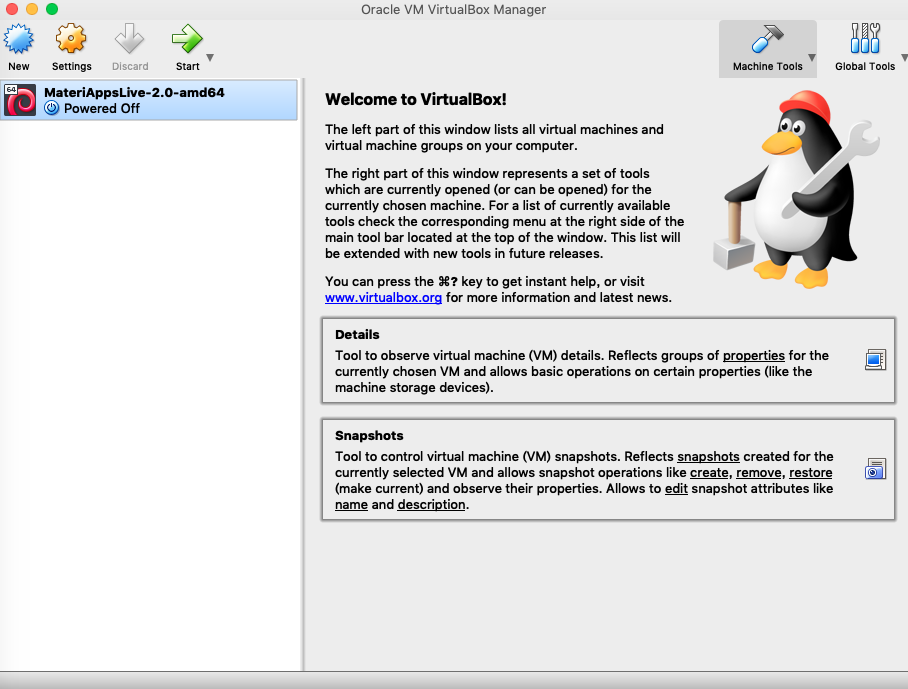 Oracle VM VirtualBox Manager
New
Settings
Discard
Start
Machine Tools
Global Tools
64
MateriAppsLive-2.0-amd64
Powered Off
Welcome to VirtualBox!
The left part of this window lists all virtual machines and
virtual machine groups on your computer.
The right part of this window represents a set of tools
which are currently opened (or can be opened) for the
currently chosen machine. For a list of currently available
tools check the corresponding menu at the right side of the
main tool bar located at the top of the window. This list will
be extended with new tools in future releases.
You can press the ⌘? key to get instant help, or visit
www.virtualbox.org for more information and latest news.
Details
Tool to observe virtual machine (VM) details. Reflects groups of properties for the
currently chosen VM and allows basic operations on certain properties (like the
machine storage devices).
Snapshots
Tool to control virtual machine (VM) snapshots. Reflects snapshots created for the
currently selected VM and allows snapshot operations like create, remove, restore
(make current) and observe their properties. Allows to edit snapshot attributes like
name and description.